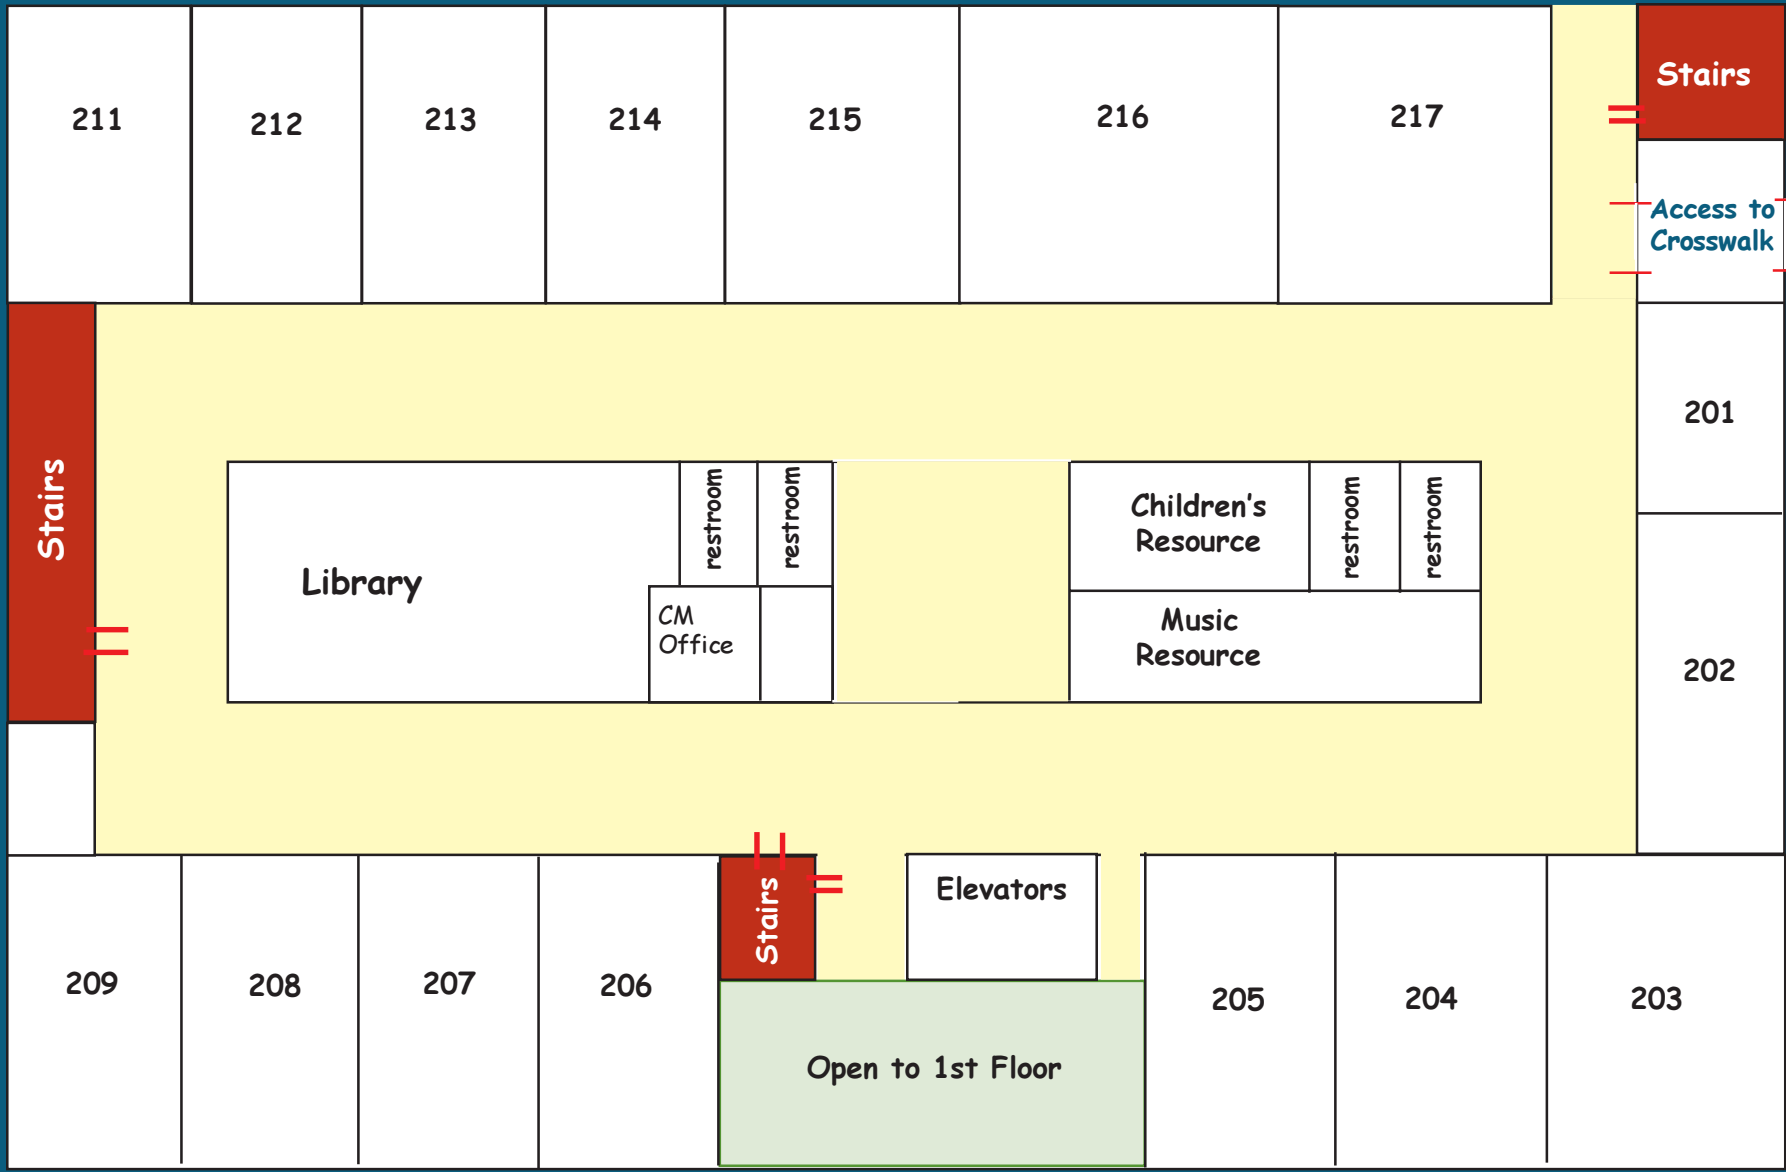 211
212
213
214
215
216
217
Stairs
Access to
Crosswalk
201
Stairs
Library
restroom
restroom
CM
Office
Children's
Resource
restroom
restroom
Music
Resource
202
209
208
207
206
Stairs
Elevators
Open to 1st Floor
205
204
203